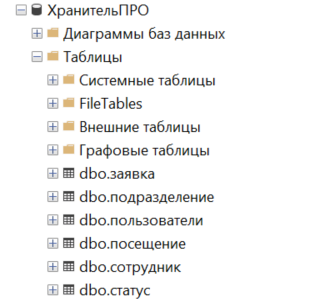 ХранительПРО
Диаграммы баз данных
Таблицы
Системные таблицы
FileTables
Внешние таблицы
Графовые таблицы
dbo.заявка
dbo.подразделение
dbo.пользователи
dbo.посещение
dbo.сотрудник
dbo.статус